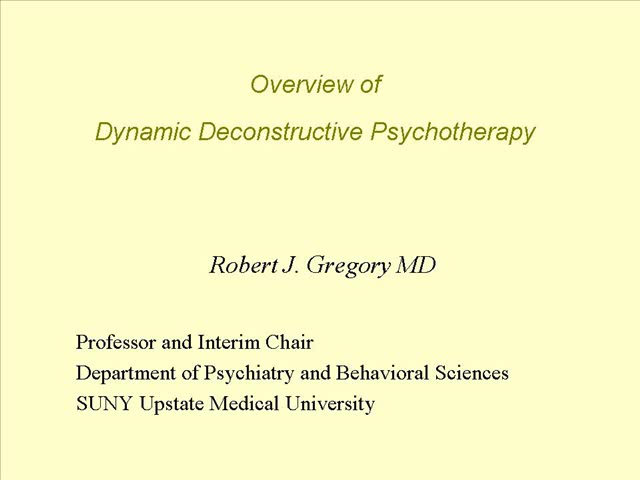 Overview of
Dynamic Deconstructive Psychotherapy
Robert J. Gregory MD
Professor and Interim Chair
Department of Psychiatry and Behavioral Sciences
SUNY Upstate Medical University